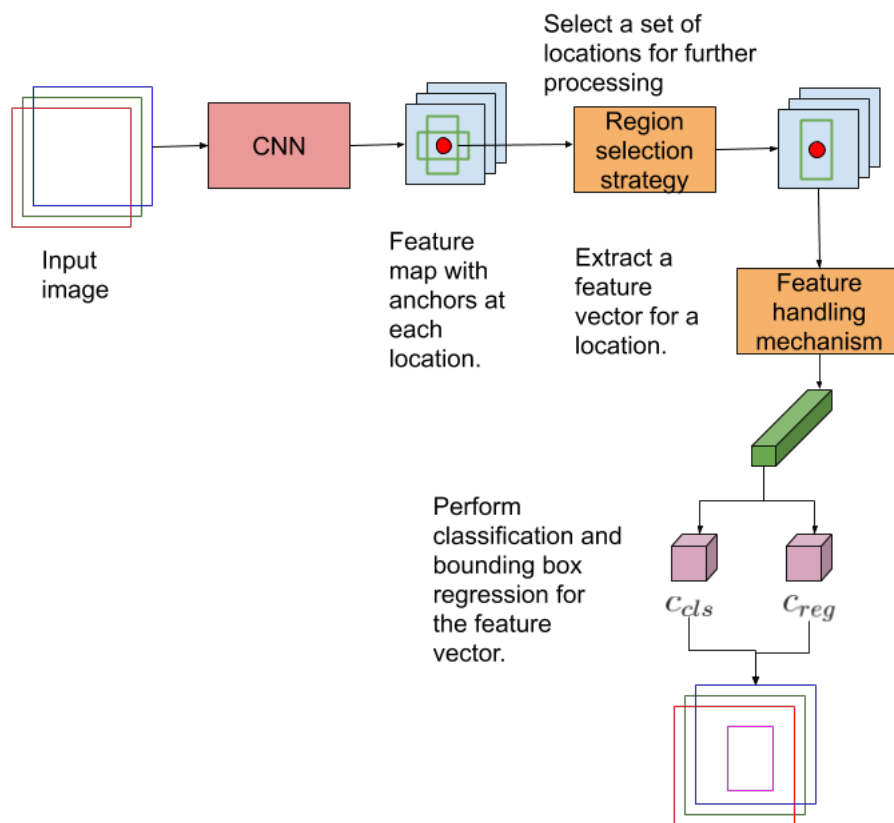 Select a set of
locations for further
processing
CNN
Region
selection
strategy
Input
image
Feature
map with
anchors at
each
location.
Extract a
feature
vector for a
location.
Feature
handling
mechanism
Perform
classification and
bounding box
regression for
the feature
vector.
c_cls
c_reg